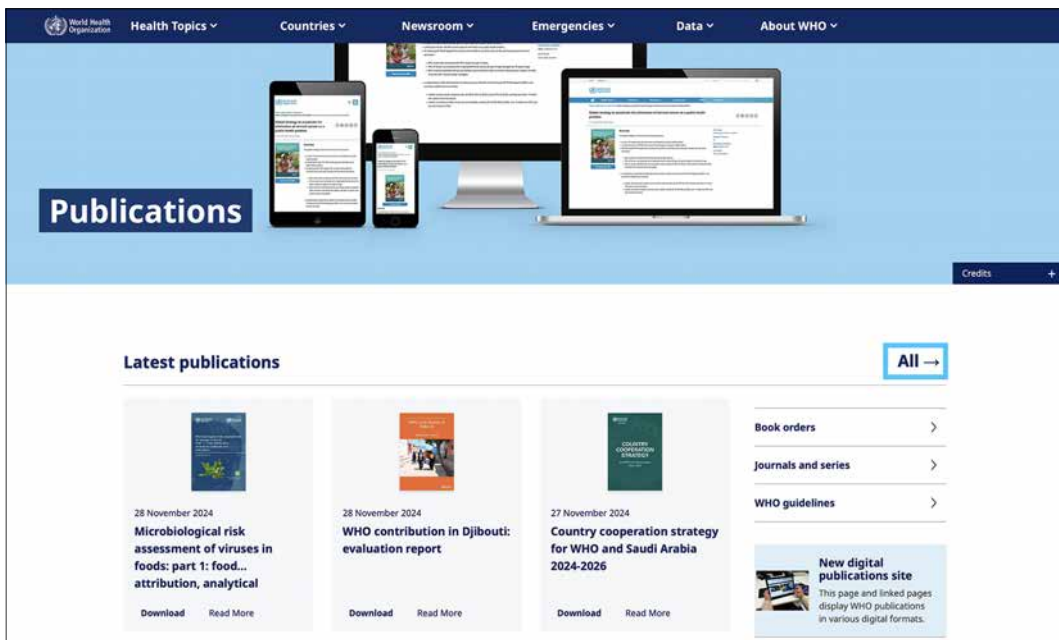 World Health
Organization
Health Topics
Countries
Newsroom
Emergencies
Data
About WHO
Publications
Credits +
Latest publications
All →
28 November 2024
Microbiological risk
assessment of viruses in
foods: part 1: food...
attribution, analytical
Download Read More
28 November 2024
WHO contribution in Djibouti:
evaluation report
Download Read More
COUNTRY
COOPERATION
STRATEGY
27 November 2024
Country cooperation strategy
for WHO and Saudi Arabia
2024-2026
Download Read More
Book orders
Journals and series
WHO guidelines
New digital
publications site
This page and linked pages
display WHO publications
in various digital formats.